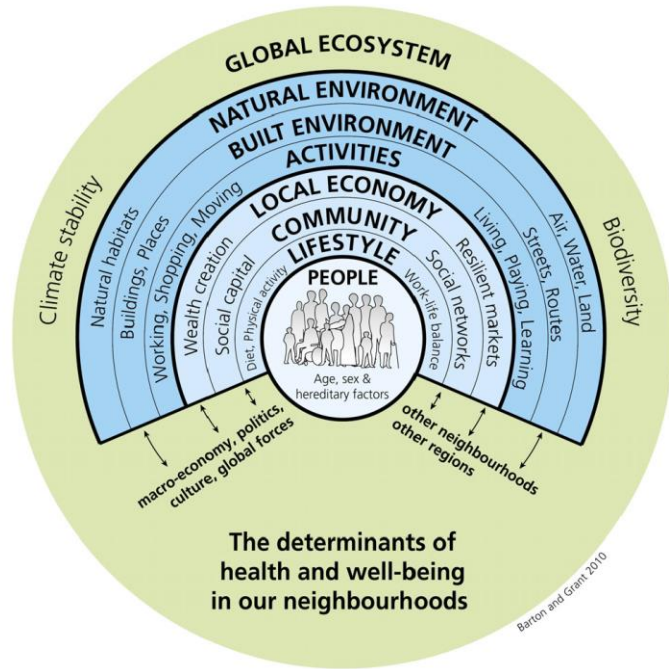 GLOBAL ECOSYSTEM
NATURAL ENVIRONMENT
BUILT ENVIRONMENT
ACTIVITIES
LOCAL ECONOMY
COMMUNITY
LIFESTYLE
PEOPLE
Age, sex &
hereditary factors
Climate stability
Natural habitats
Buildings, Places
Working, Shopping, Moving
Wealth creation
Social capital
Diet, Physical activity
Work-life balance
Social networks
Resilient markets
Living, Playing, Learning
Streets, Routes
Air, Water, Land
Biodiversity
macro-economy, politics,
culture, global forces
other neighbourhoods
other regions
The determinants of
health and well-being
in our neighbourhoods
Barton and Grant 2010